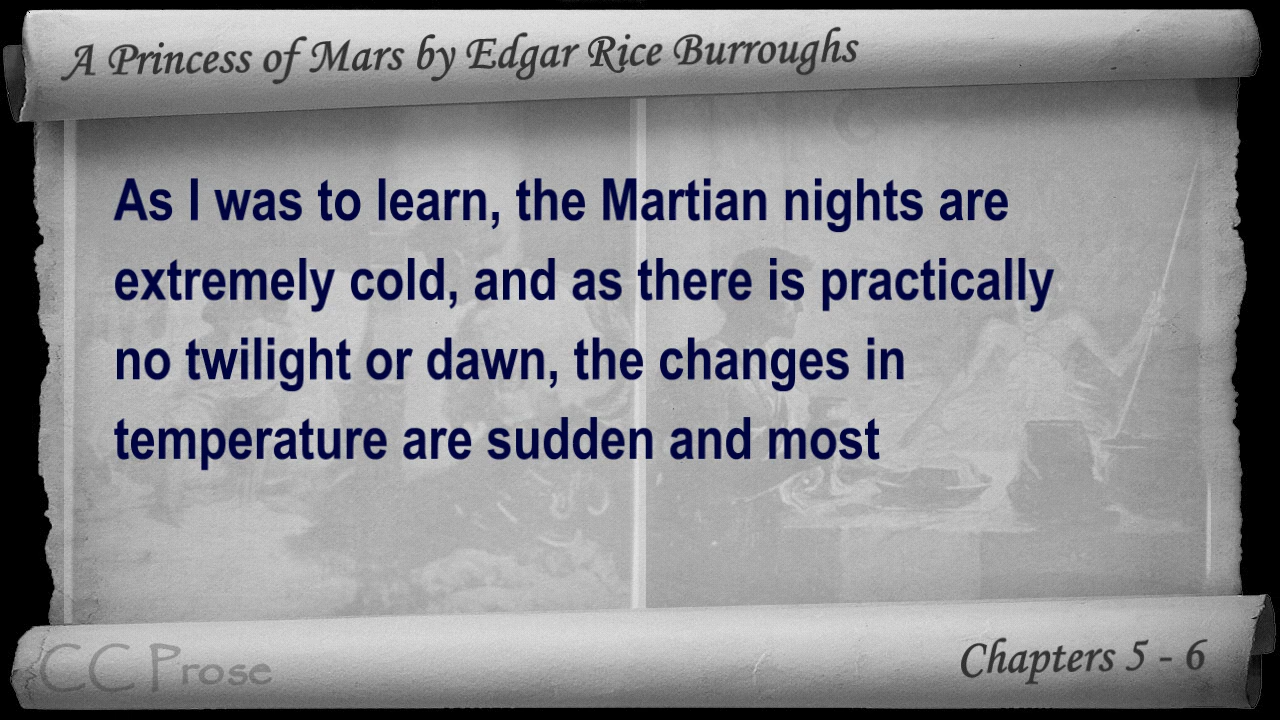 A Princess of Mars by Edgar Rice Burroughs
As I was to learn, the Martian nights are
extremely cold, and as there is practically
no twilight or dawn, the changes in
temperature are sudden and most
CC Prose
Chapters 5 - 6